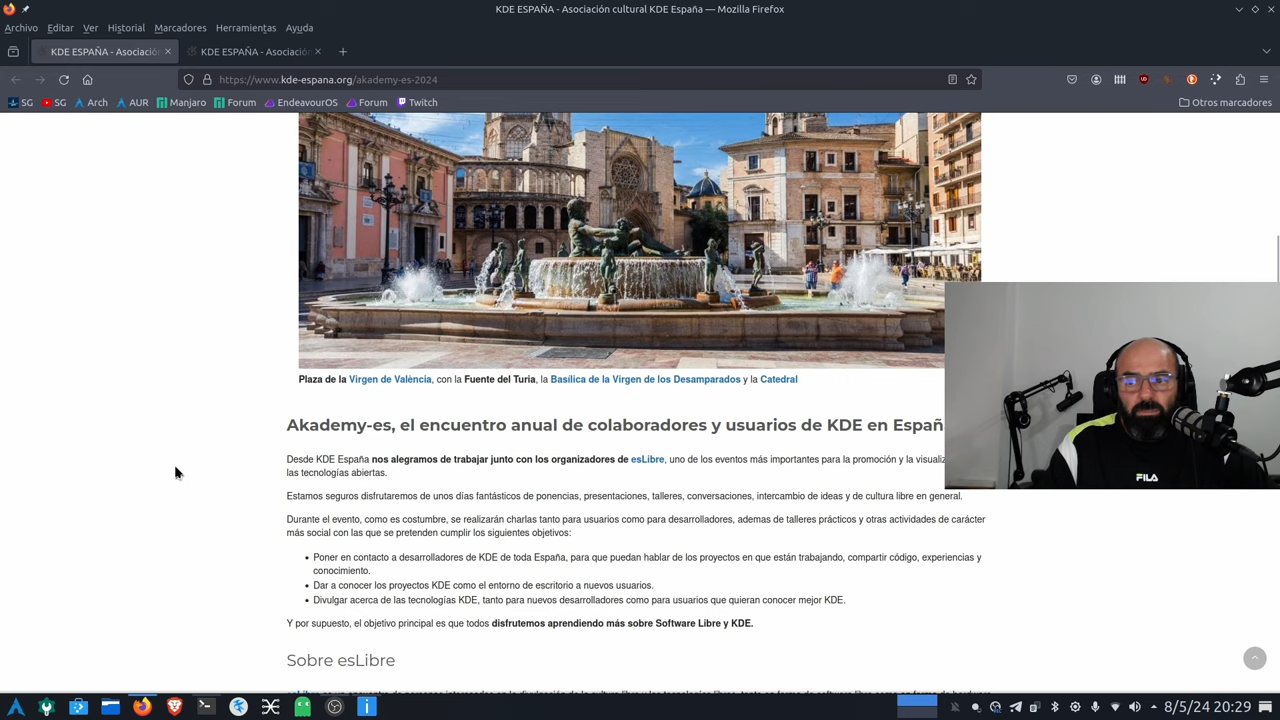 KDE ESPAÑA - Asociación cultural KDE España — Mozilla Firefox
Archivo Editar Ver Historial Marcadores Herramientas Ayuda
KDE ESPAÑA - Asociació
KDE ESPAÑA - Asociació
https://www.kde-espana.org/akademy-es-2024
SG SG Arch AUR Manjaro Forum EndeavourOS Forum Twitch Otros marcadores
Plaza de la Virgen de València, con la Fuente del Turia, la Basílica de la Virgen de los Desamparados y la Catedral
Akademy-es, el encuentro anual de colaboradores y usuarios de KDE en Españ
Desde KDE España nos alegramos de trabajar junto con los organizadores de esLibre, uno de los eventos más importantes para la promoción y la visualiz
las tecnologías abiertas.
Estamos seguros disfrutaremos de unos días fantásticos de ponencias, presentaciones, talleres, conversaciones, intercambio de ideas y de cultura libre en general.
Durante el evento, como es costumbre, se realizarán charlas tanto para usuarios como para desarrolladores, ademas de talleres prácticos y otras actividades de carácter
más social con las que se pretenden cumplir los siguientes objetivos:
• Poner en contacto a desarrolladores de KDE de toda España, para que puedan hablar de los proyectos en que están trabajando, compartir código, experiencias y
conocimiento.
• Dar a conocer los proyectos KDE como el entorno de escritorio a nuevos usuarios.
• Divulgar acerca de las tecnologías KDE, tanto para nuevos desarrolladores como para usuarios que quieran conocer mejor KDE.
Y por supuesto, el objetivo principal es que todos disfrutemos aprendiendo más sobre Software Libre y KDE.
Sobre esLibre
FILA
8/5/24 20:29